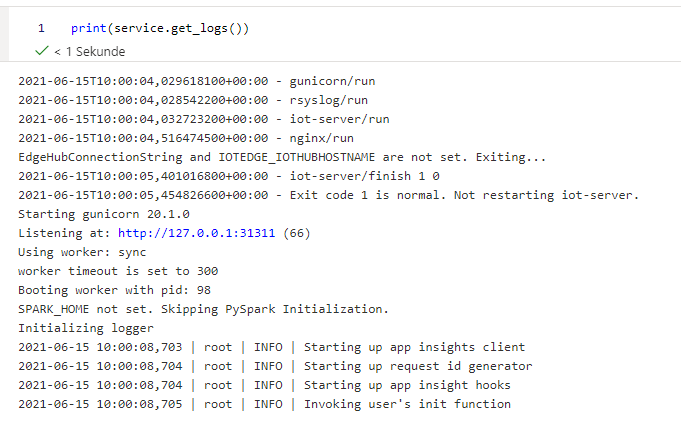 1 print(service.get_logs())
< 1 Sekunde
2021-06-15T10:00:04,029618100+00:00 - gunicorn/run
2021-06-15T10:00:04,028542200+00:00 - rsyslog/run
2021-06-15T10:00:04,032723200+00:00 - iot-server/run
2021-06-15T10:00:04,516474500+00:00 - nginx/run
EdgeHubConnectionString and IOTEDGE_IOTHUBHOSTNAME are not set. Exiting...
2021-06-15T10:00:05,401016800+00:00 - iot-server/finish 1 0
2021-06-15T10:00:05,454826600+00:00 - Exit code 1 is normal. Not restarting iot-server.
Starting gunicorn 20.1.0
Listening at: http://127.0.0.1:31311 (66)
Using worker: sync
worker timeout is set to 300
Booting worker with pid: 98
SPARK_HOME not set. Skipping PySpark Initialization.
Initializing logger
2021-06-15 10:00:08,703 | root | INFO | Starting up app insights client
2021-06-15 10:00:08,704 | root | INFO | Starting up request id generator
2021-06-15 10:00:08,704 | root | INFO | Starting up app insight hooks
2021-06-15 10:00:08,705 | root | INFO | Invoking user's init function